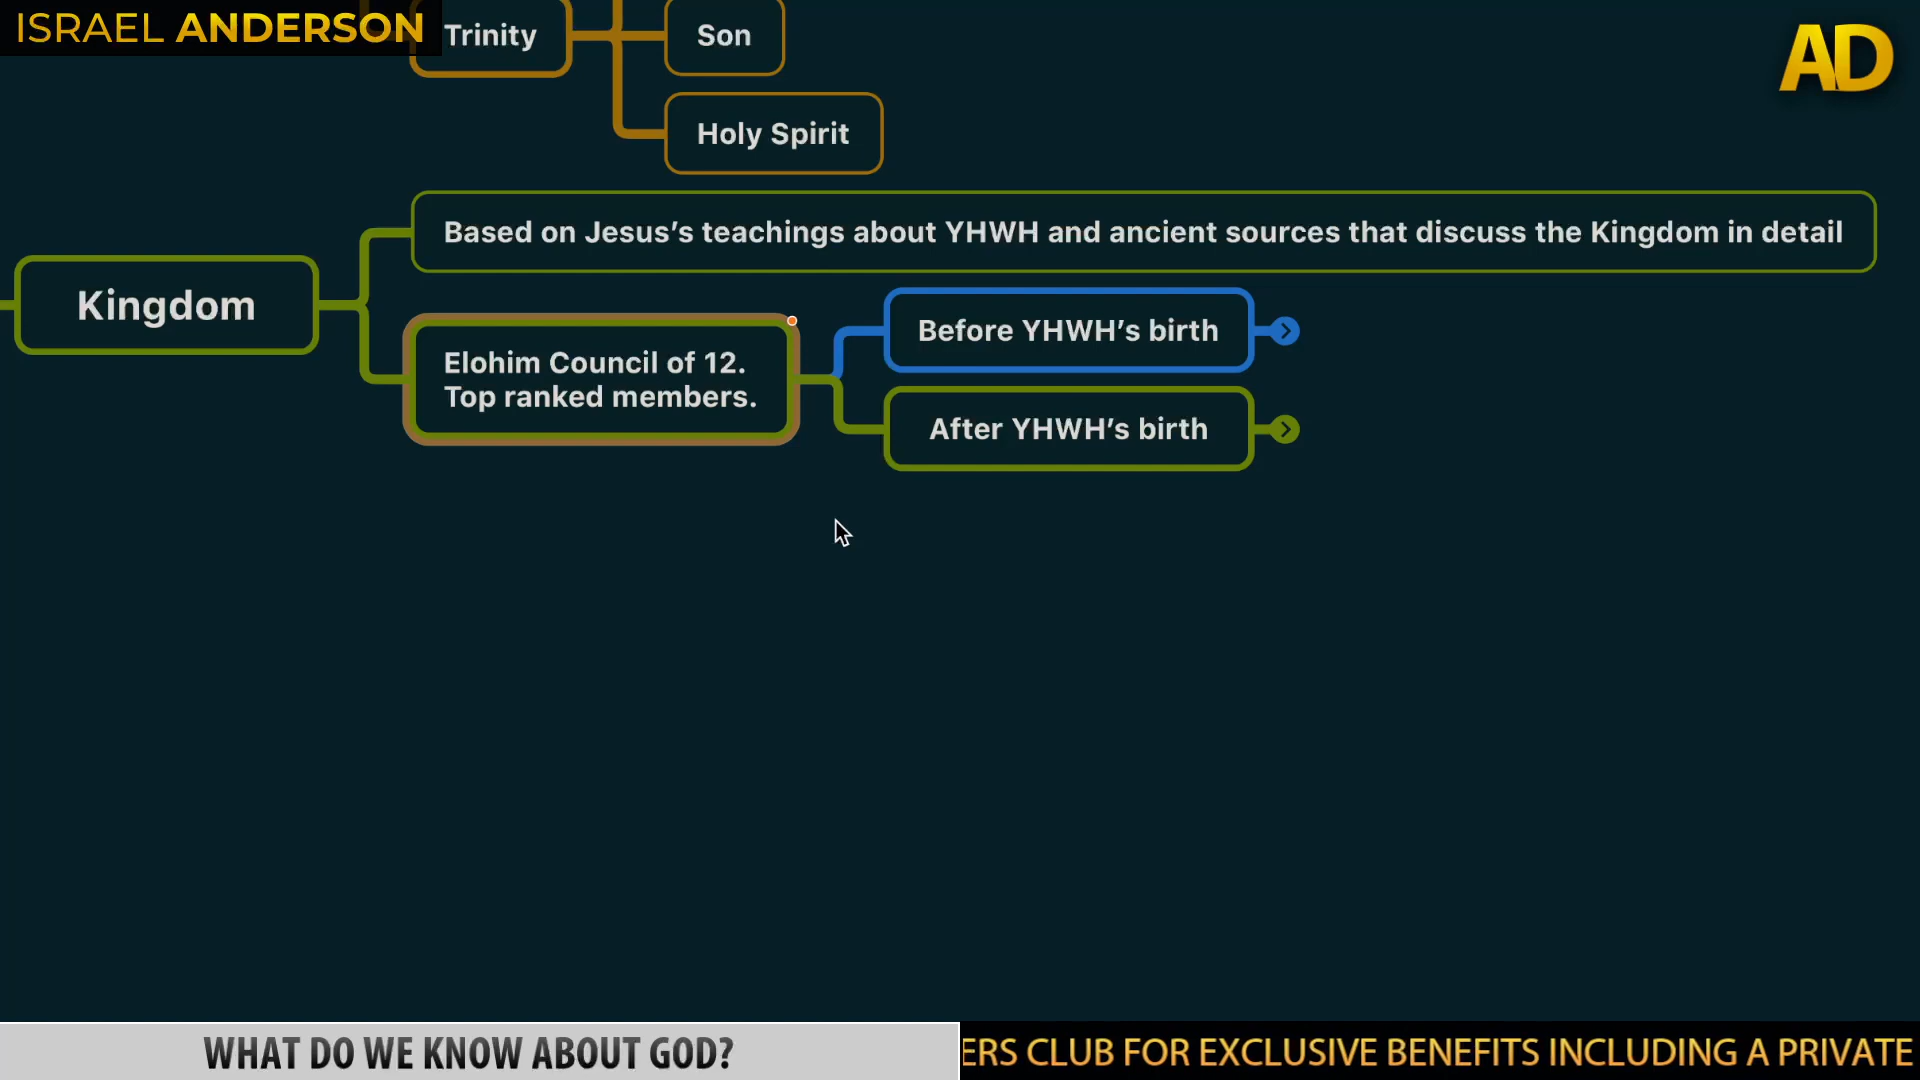 ISRAEL ANDERSON
AD
Trinity
Son
Holy Spirit
Kingdom
Based on Jesus’s teachings about YHWH and ancient sources that discuss the Kingdom in detail
Elohim Council of 12.
Top ranked members.
Before YHWH’s birth
After YHWH’s birth
WHAT DO WE KNOW ABOUT GOD?
ERS CLUB FOR EXCLUSIVE BENEFITS INCLUDING A PRIVATE